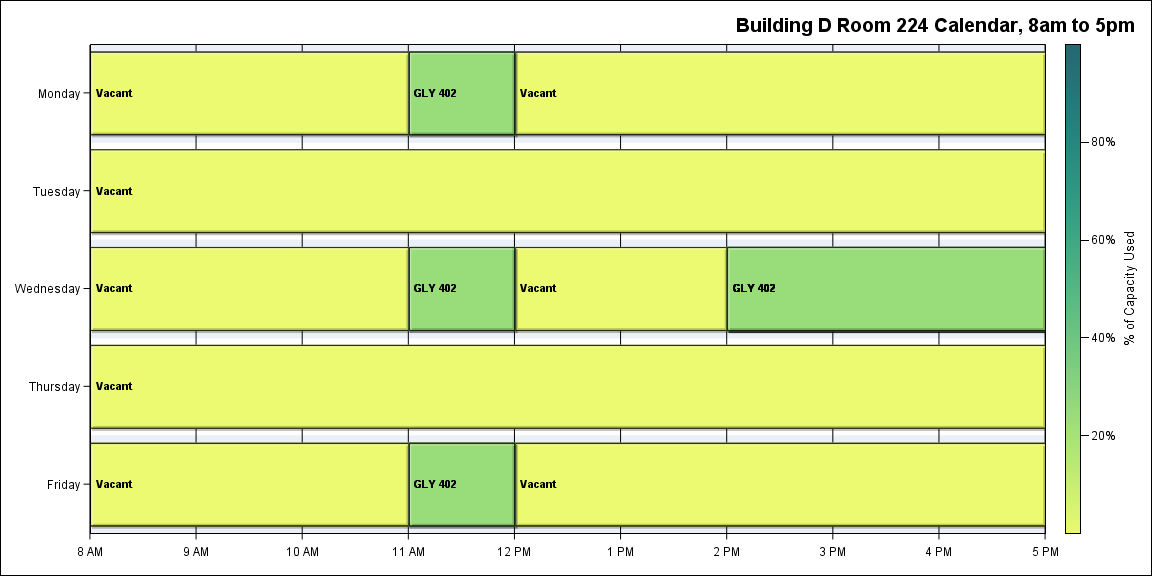 Building D Room 224 Calendar, 8am to 5pm
Monday
Vacant
GLY 402
Vacant
Tuesday
Vacant
Wednesday
Vacant
GLY 402
Vacant
GLY 402
Thursday
Vacant
Friday
Vacant
GLY 402
Vacant
8 AM
9 AM
10 AM
11 AM
12 PM
1 PM
2 PM
3 PM
4 PM
5 PM
80%
60%
40%
20%
% of Capacity Used